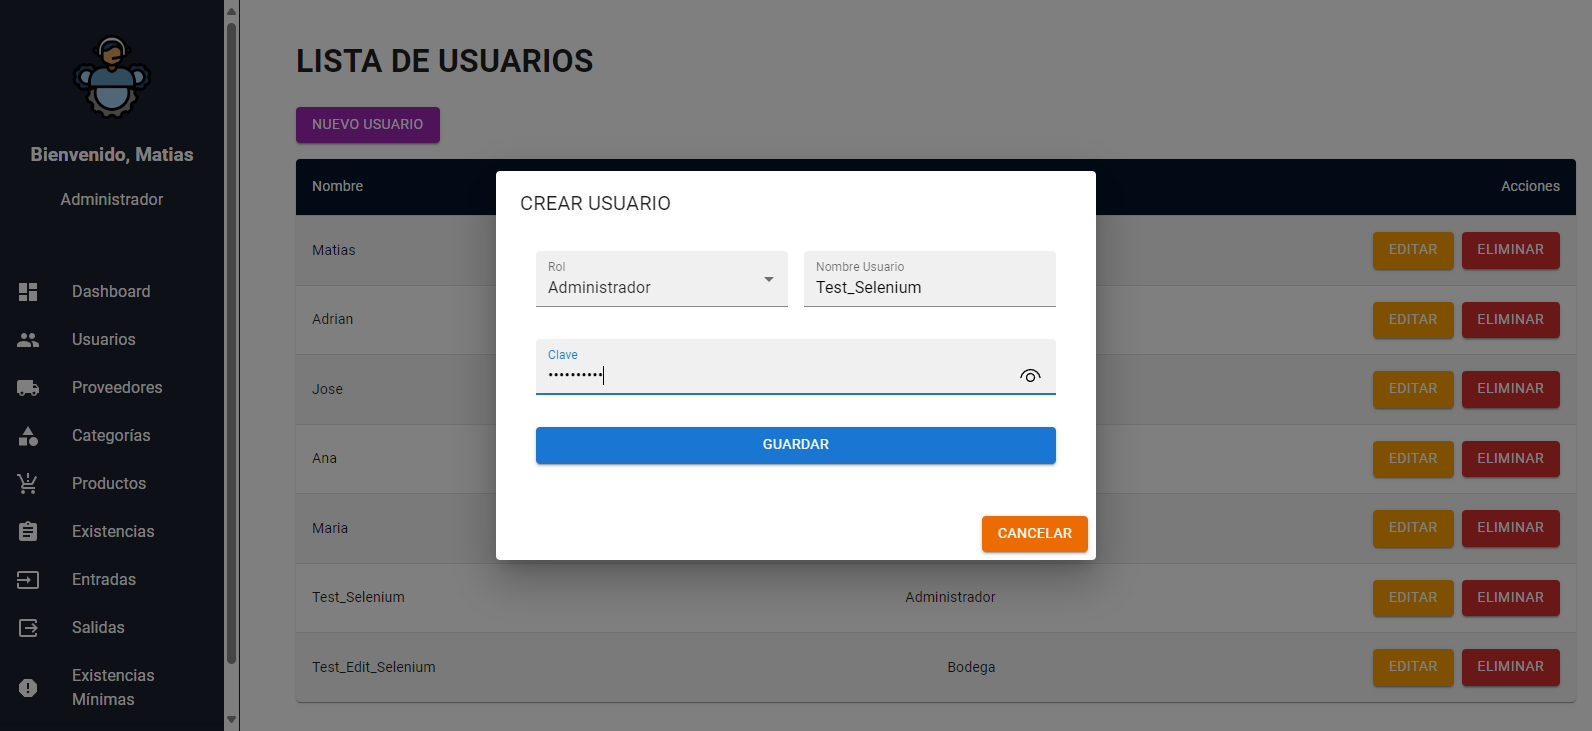 Bienvenido, Matias
Administrador
Dashboard
Usuarios
Proveedores
Categorías
Productos
Existencias
Entradas
Salidas
Existencias
Mínimas
LISTA DE USUARIOS
NUEVO USUARIO
Nombre Acciones
Matias EDITAR ELIMINAR
Adrian EDITAR ELIMINAR
Jose EDITAR ELIMINAR
Ana EDITAR ELIMINAR
Maria EDITAR ELIMINAR
Test_Selenium Administrador EDITAR ELIMINAR
Test_Edit_Selenium Bodega EDITAR ELIMINAR
CREAR USUARIO
Rol
Administrador
Nombre Usuario
Test_Selenium
Clave
••••••••••
GUARDAR
CANCELAR